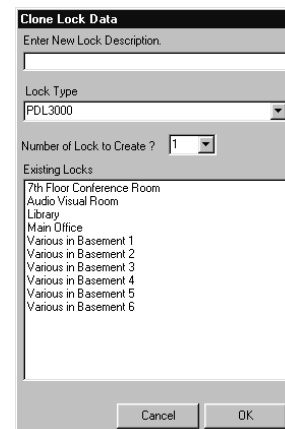 Clone Lock Data
Enter New Lock Description.
Lock Type
PDL3000
Number of Lock to Create ? 1
Existing Locks
7th Floor Conference Room
Audio Visual Room
Library
Main Office
Various in Basement 1
Various in Basement 2
Various in Basement 3
Various in Basement 4
Various in Basement 5
Various in Basement 6
Cancel OK